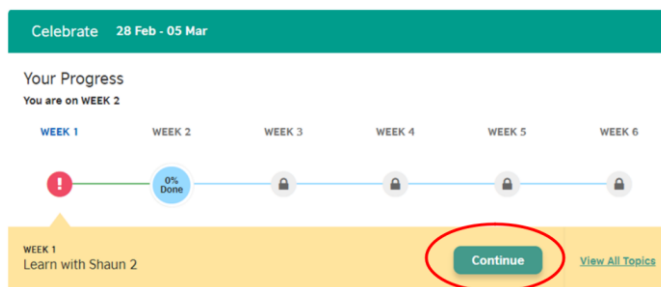 Celebrate 28 Feb - 05 Mar
Your Progress
You are on WEEK 2
WEEK 1 WEEK 2 WEEK 3 WEEK 4 WEEK 5 WEEK 6
! 0%
Done
WEEK 1
Learn with Shaun 2
Continue View All Topics